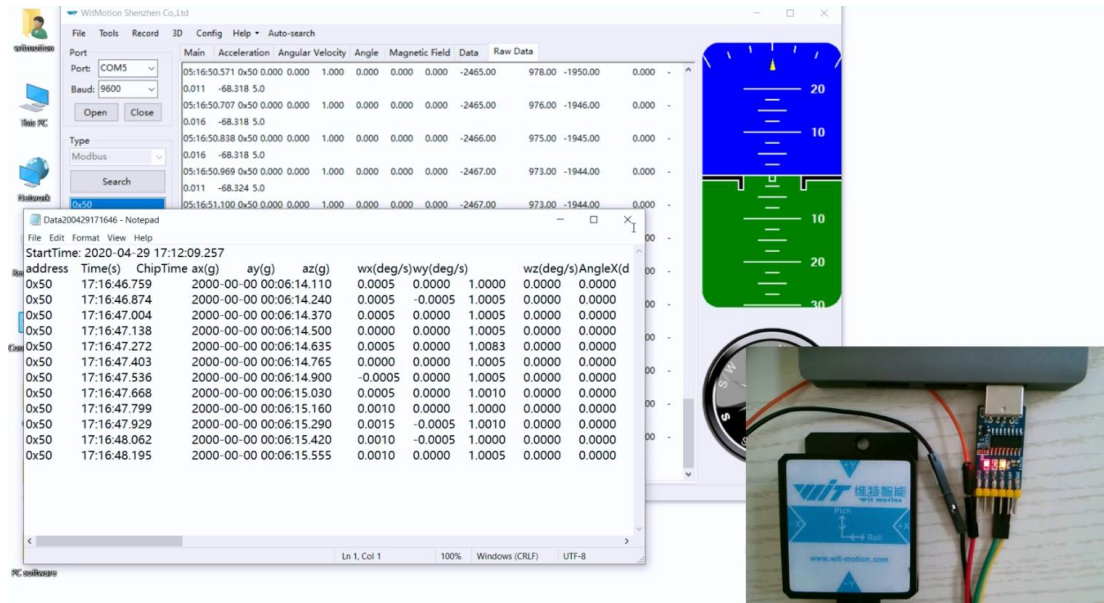 witmotion
This PC
Network
PC software
WitMotion Shenzhen Co.,Ltd
File Tools Record 3D Config Help Auto-search
Port
Port: COM5
Baud: 9600
Open Close
Type
Modbus
Search
0x50
Main Acceleration Angular Velocity Angle Magnetic Field Data Raw Data
05:16:50.571 0x50 0.000 0.000 1.000 0.000 0.000 0.000 -2465.00 978.00 -1950.00 0.000 -
0.011 -68.318 5.0
05:16:50.707 0x50 0.000 0.000 1.000 0.000 0.000 0.000 -2465.00 976.00 -1946.00 0.000 -
0.016 -68.318 5.0
05:16:50.838 0x50 0.000 0.000 1.000 0.000 0.000 0.000 -2466.00 975.00 -1945.00 0.000 -
0.016 -68.318 5.0
05:16:50.969 0x50 0.000 0.000 1.000 0.000 0.000 0.000 -2467.00 973.00 -1944.00 0.000 -
0.011 -68.324 5.0
05:16:51.100 0x50 0.000 0.000 1.000 0.000 0.000 0.000 -2467.00 973.00 -1944.00 0.000 -
20
10
10
20
30
Data200429171646 - Notepad
File Edit Format View Help
StartTime: 2020-04-29 17:12:09.257
address Time(s) ChipTime ax(g) ay(g) az(g) wx(deg/s)wy(deg/s) wz(deg/s)AngleX(d
0x50 17:16:46.759 2000-00-00 00:06:14.110 0.0005 0.0000 1.0000 0.0000 0.0000
0x50 17:16:46.874 2000-00-00 00:06:14.240 0.0005 -0.0005 1.0005 0.0000 0.0000
0x50 17:16:47.004 2000-00-00 00:06:14.370 0.0005 0.0000 1.0005 0.0000 0.0000
0x50 17:16:47.138 2000-00-00 00:06:14.500 0.0000 0.0000 1.0005 0.0000 0.0000
0x50 17:16:47.272 2000-00-00 00:06:14.635 0.0005 0.0000 1.0083 0.0000 0.0000
0x50 17:16:47.403 2000-00-00 00:06:14.765 0.0000 0.0000 1.0005 0.0000 0.0000
0x50 17:16:47.536 2000-00-00 00:06:14.900 -0.0005 0.0000 1.0005 0.0000 0.0000
0x50 17:16:47.668 2000-00-00 00:06:15.030 0.0005 0.0000 1.0010 0.0000 0.0000
0x50 17:16:47.799 2000-00-00 00:06:15.160 0.0010 0.0000 1.0000 0.0000 0.0000
0x50 17:16:47.929 2000-00-00 00:06:15.290 0.0015 -0.0005 1.0010 0.0000 0.0000
0x50 17:16:48.062 2000-00-00 00:06:15.420 0.0010 -0.0005 1.0000 0.0000 0.0000
0x50 17:16:48.195 2000-00-00 00:06:15.555 0.0010 0.0000 1.0005 0.0000 0.0000
Ln 1, Col 1 100% Windows (CRLF) UTF-8
S W
+Y
WiT 维特智能
WIT MOTION
Pich
-X +X
Roll
www.wit-motion.com
-Y